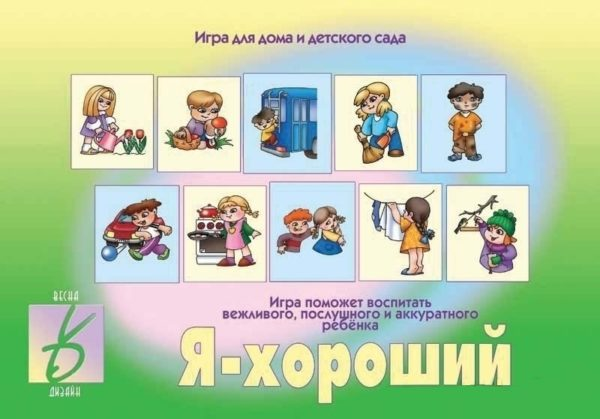 Игра для дома и детского сада
Игра поможет воспитать
вежливого, послушного и аккуратного
ребёнка
Я-хороший
ВЕСНА
ДИЗАЙН